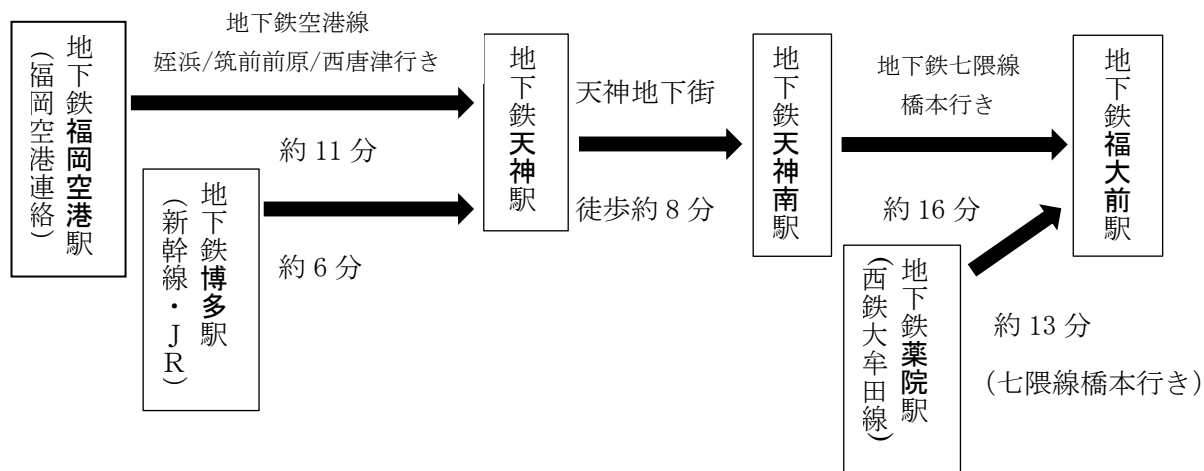 地下鉄福岡空港駅
(福岡空港連絡)
地下鉄空港線
姪浜/筑前前原/西唐津行き
約 11 分
地下鉄博多駅
(新幹線・JR)
約 6 分
地下鉄天神駅
天神地下街
徒歩約 8 分
地下鉄天神南駅
地下鉄七隈線
橋本行き
約 16 分
地下鉄薬院駅
(西鉄大牟田線)
約 13 分
(七隈線橋本行き)
地下鉄福大前駅